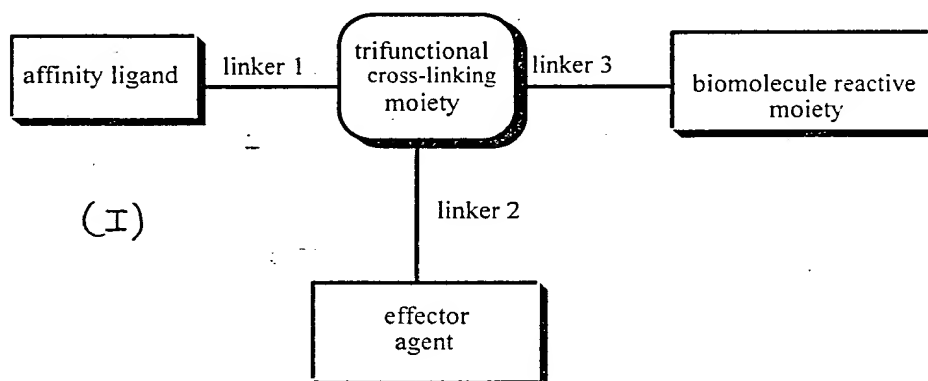 affinity ligand
linker 1
trifunctional
cross-linking
moiety
linker 3
biomolecule reactive
moiety
(I)
linker 2
effector
agent